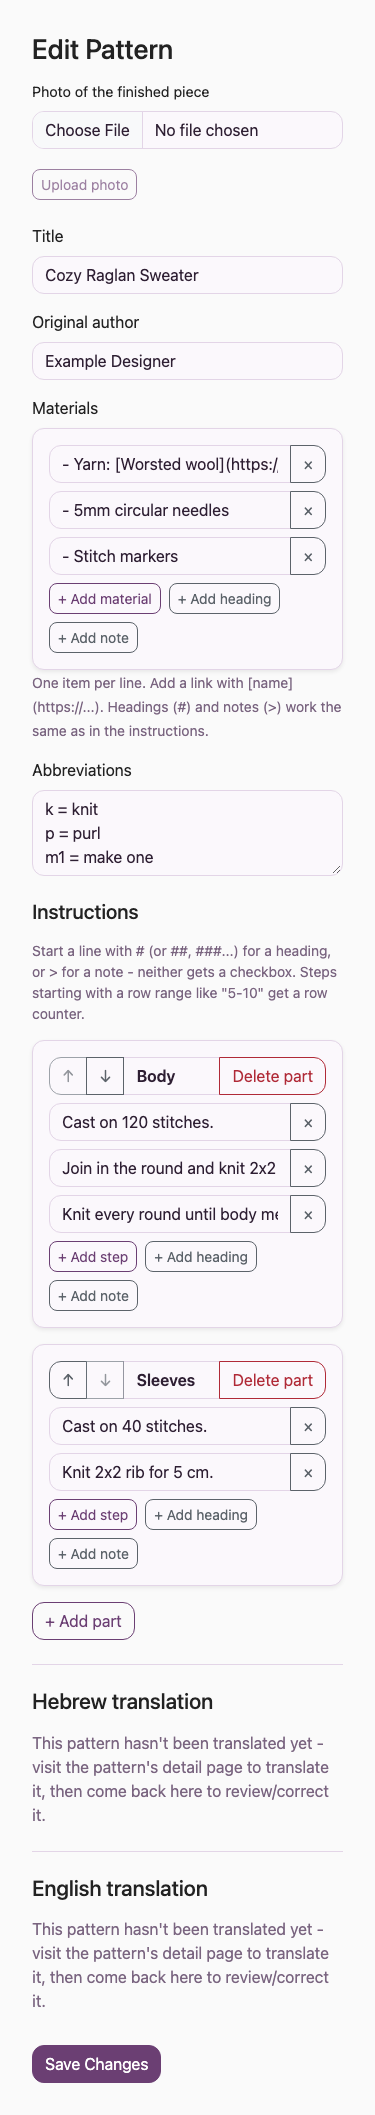 Edit Pattern
Photo of the finished piece
Choose File No file chosen
Upload photo
Title
Cozy Raglan Sweater
Original author
Example Designer
Materials
- Yarn: [Worsted wool](https:/ ×
- 5mm circular needles ×
- Stitch markers ×
+ Add material + Add heading
+ Add note
One item per line. Add a link with [name]
(https://...). Headings (#) and notes (>) work the
same as in the instructions.
Abbreviations
k = knit
p = purl
m1 = make one
Instructions
Start a line with # (or ##, ###...) for a heading,
or > for a note - neither gets a checkbox. Steps
starting with a row range like "5-10" get a row
counter.
↑ ↓ Body Delete part
Cast on 120 stitches. ×
Join in the round and knit 2x2 ×
Knit every round until body me ×
+ Add step + Add heading
+ Add note
↑ ↓ Sleeves Delete part
Cast on 40 stitches. ×
Knit 2x2 rib for 5 cm. ×
+ Add step + Add heading
+ Add note
+ Add part
Hebrew translation
This pattern hasn't been translated yet -
visit the pattern's detail page to translate
it, then come back here to review/correct
it.
English translation
This pattern hasn't been translated yet -
visit the pattern's detail page to translate
it, then come back here to review/correct
it.
Save Changes